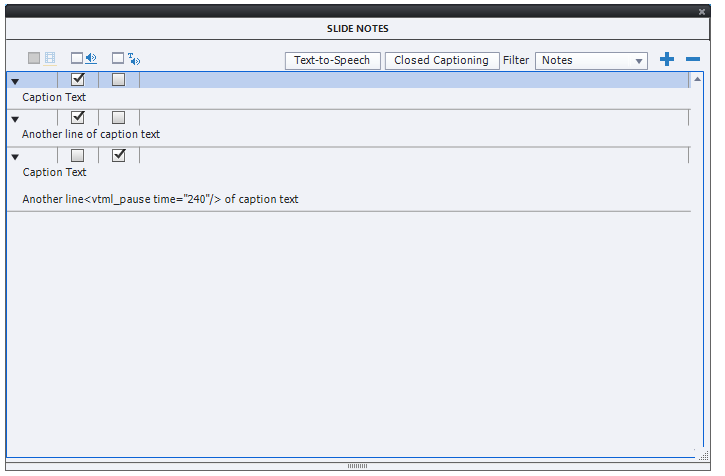 SLIDE NOTES
Text-to-Speech Closed Captioning Filter Notes
Caption Text
Another line of caption text
Caption Text
Another line<vtml_pause time="240"/> of caption text